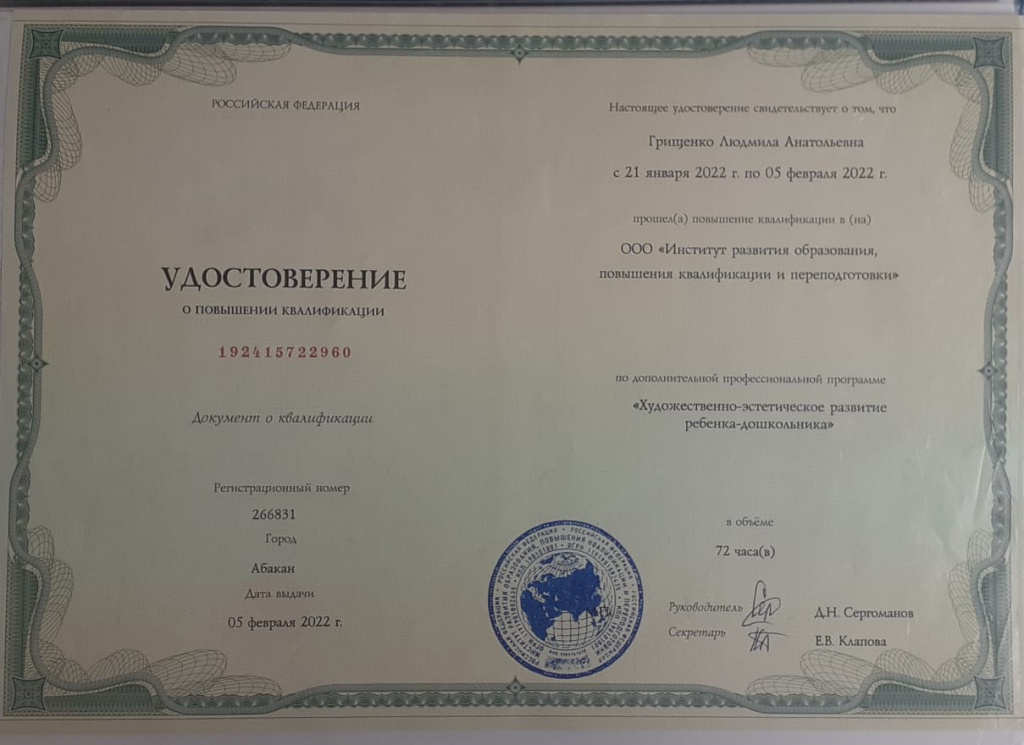 РОССИЙСКАЯ ФЕДЕРАЦИЯ
УДОСТОВЕРЕНИЕ
О ПОВЫШЕНИИ КВАЛИФИКАЦИИ
192415722960
Документ о квалификации
Регистрационный номер
266831
Город
Абакан
Дата выдачи
05 февраля 2022 г.
Настоящее удостоверение свидетельствует о том, что
Грищенко Людмила Анатольевна
с 21 января 2022 г. по 05 февраля 2022 г.
прошел(а) повышение квалификации в (на)
ООО «Институт развития образования,
повышения квалификации и переподготовки»
по дополнительной профессиональной программе
«Художественно-эстетическое развитие
ребенка-дошкольника»
в объёме
72 часа(в)
Руководитель
Д.Н. Сергоманов
Секретарь
Е.В. Клапова